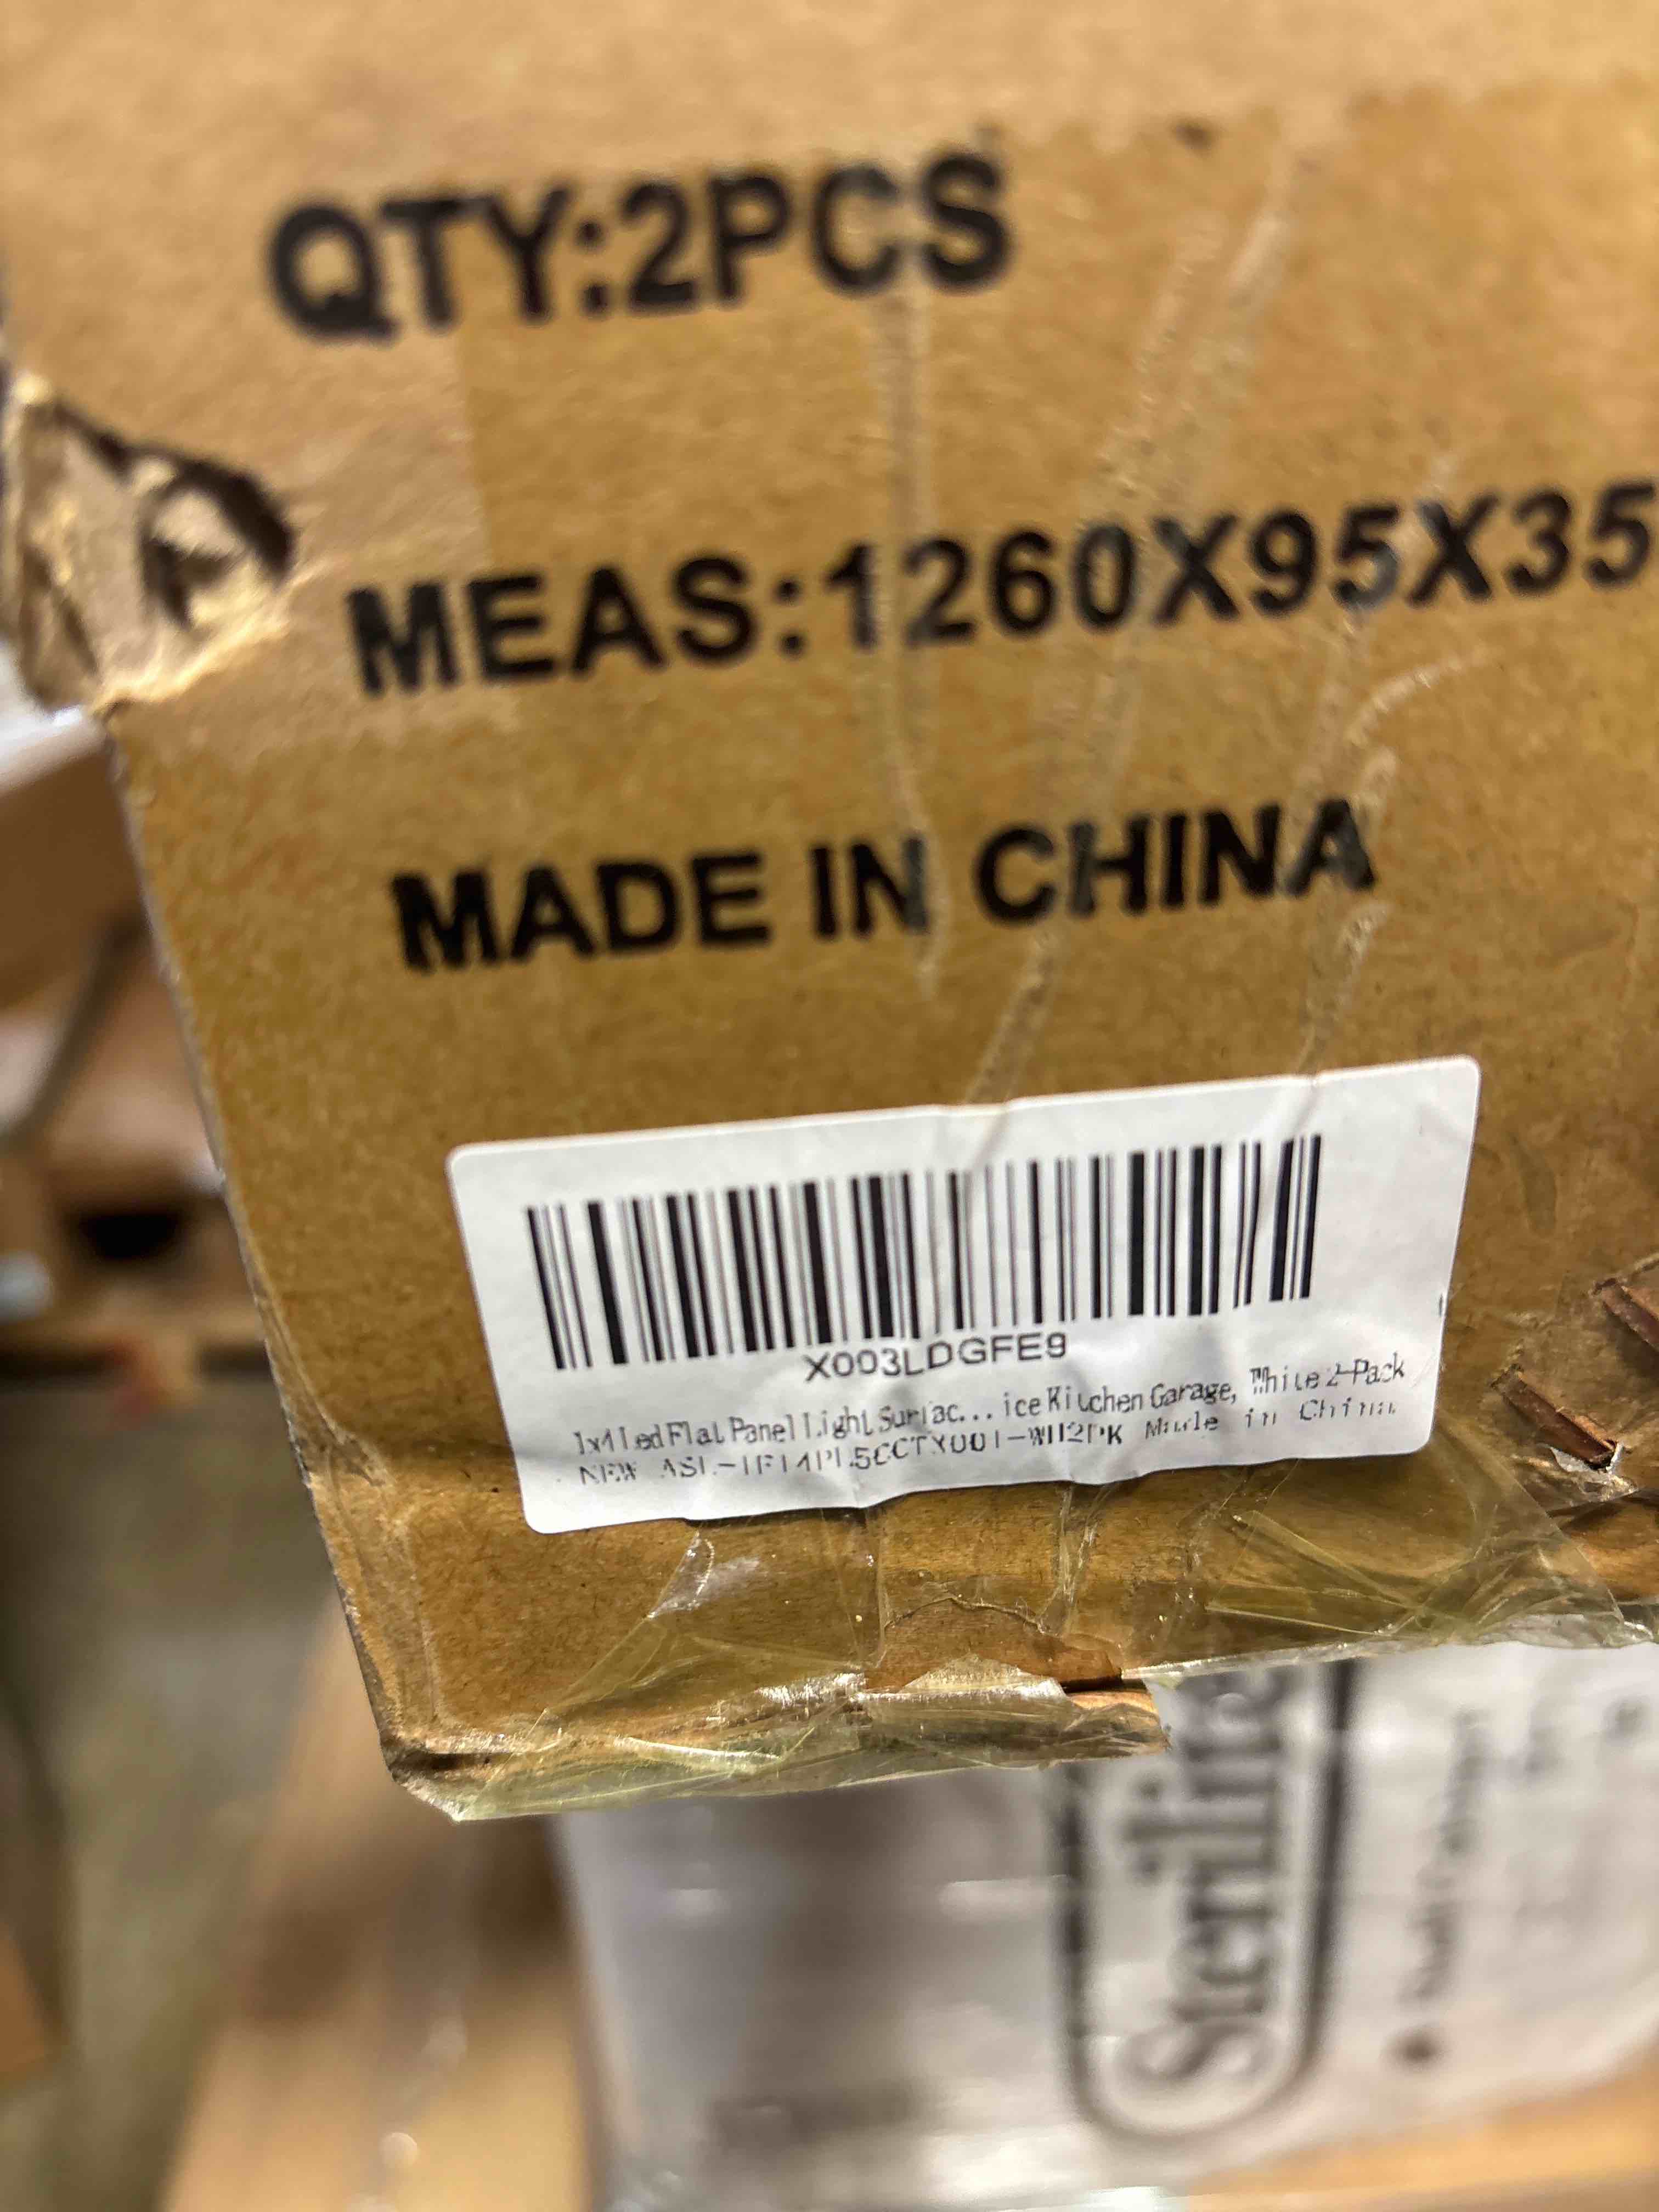 QTY:2PCS
MEAS:1260X95X35
MADE IN CHINA
X003LDGFE9
1x4 Led Flat Panel Light Surfac... ice Kitchen Garage, White 2-Pack
NEW Made in China
Sterilite